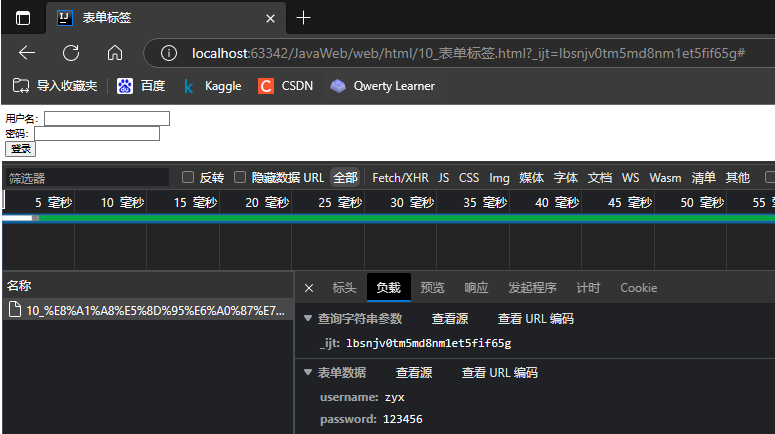 表单标签
localhost:63342/JavaWeb/web/html/10_表单标签.html?_ijt=lbsnjv0tm5md8nm1et5fif65g#
导入收藏夹 百度 Kaggle CSDN Qwerty Learner
用户名:
密码:
登录
筛选器 反转 隐藏数据 URL 全部 Fetch/XHR JS CSS Img 媒体 字体 文档 WS Wasm 清单 其他
5 毫秒 10 毫秒 15 毫秒 20 毫秒 25 毫秒 30 毫秒 35 毫秒 40 毫秒 45 毫秒 50 毫秒 55
名称 标头 负载 预览 响应 发起程序 计时 Cookie
10_%E8%A1%A8%E5%8D%95%E6%A0%87%E7...
查询字符串参数 查看源 查看 URL 编码
_ijt: lbsnjv0tm5md8nm1et5fif65g
表单数据 查看源 查看 URL 编码
username: zyx
password: 123456